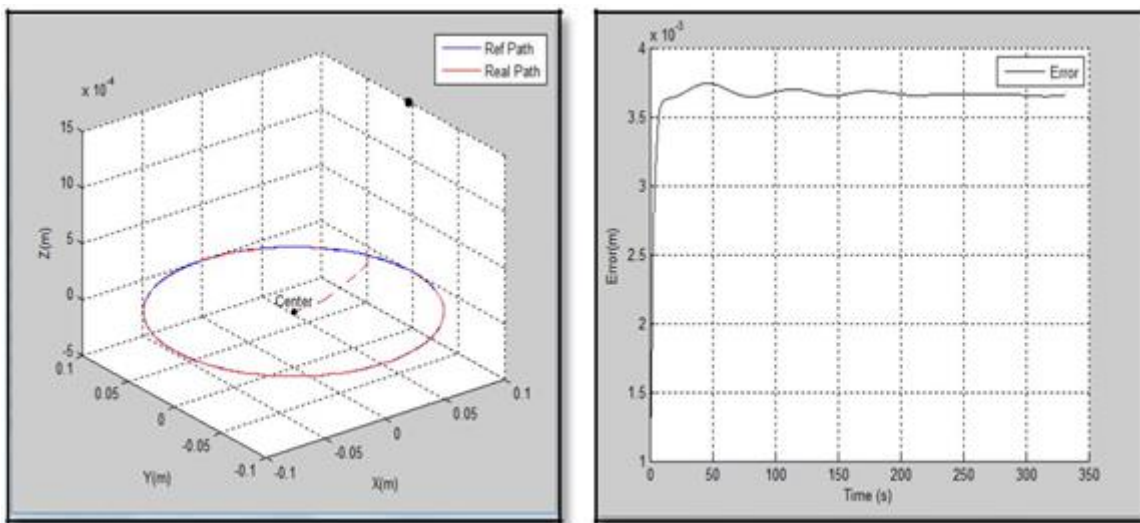 Ref Path
Real Path
x 10⁻⁴
15
10
5
0
-5
Z(m)
Center
0.1
0.05
0
-0.05
-0.1
Y(m)
-0.1
-0.05
0
0.05
0.1
X(m)
x 10⁻³
Error
4
3.5
3
2.5
2
1.5
1
Error(m)
0
50
100
150
200
250
300
350
Time (s)